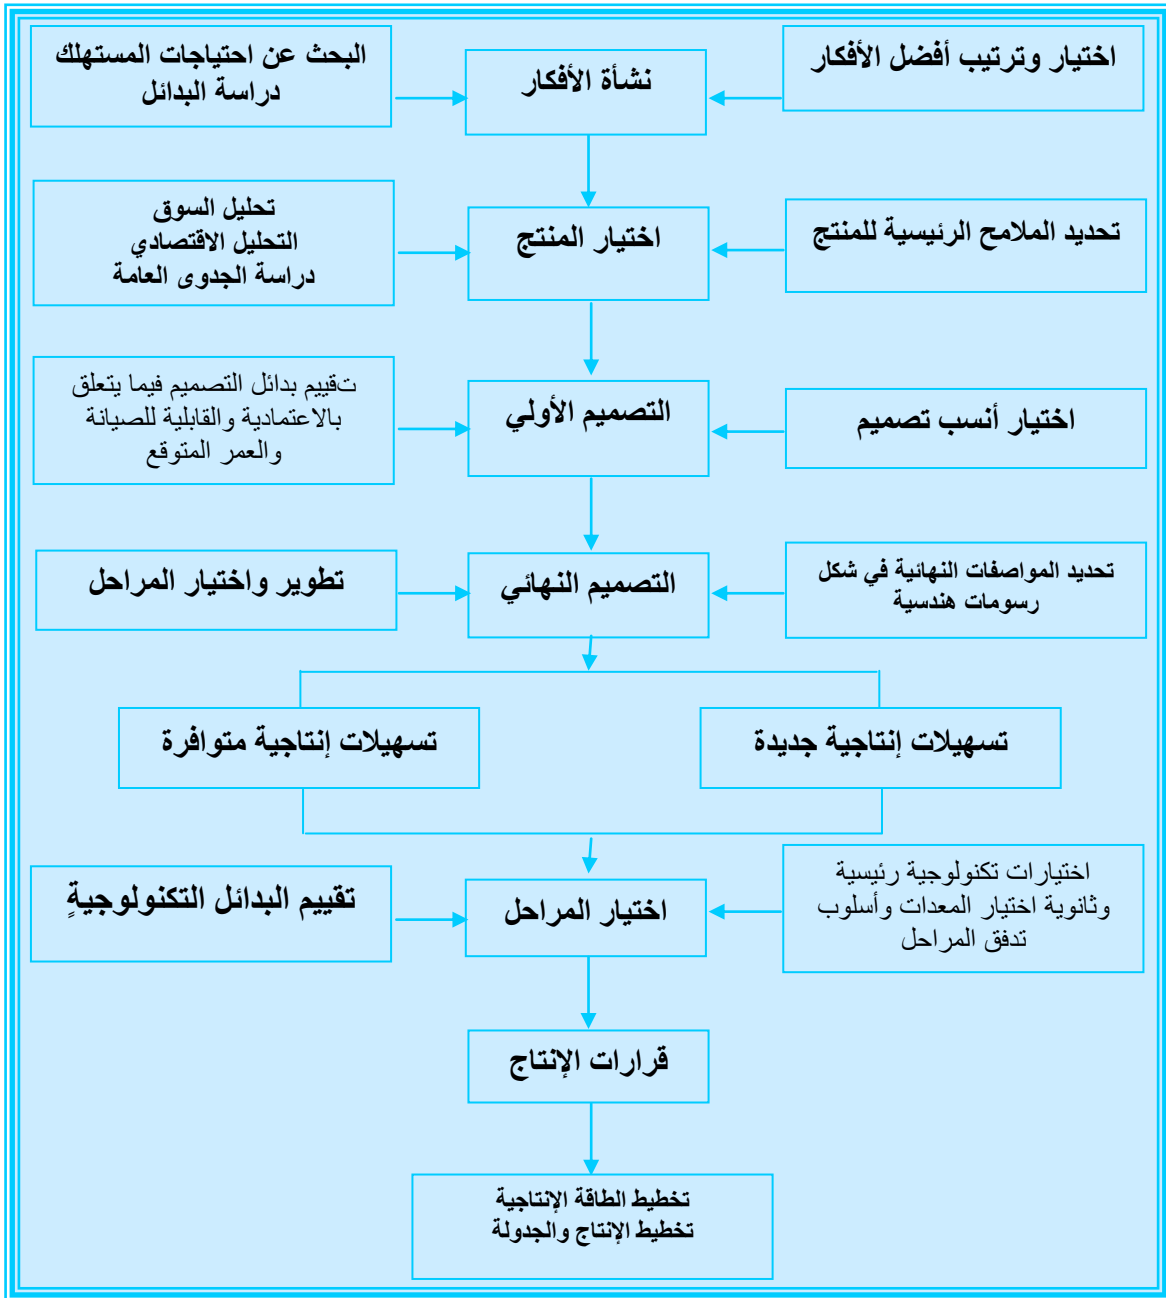 اختيار وترتيب أفضل الأفكار
نشأة الأفكار
البحث عن احتياجات المستهلك
دراسة البدائل
تحديد الملامح الرئيسية للمنتج
اختيار المنتج
تحليل السوق
التحليل الاقتصادي
دراسة الجدوى العامة
اختيار أنسب تصميم
التصميم الأولي
تقييم بدائل التصميم فيما يتعلق
بالاعتمادية والقابلية للصيانة
والعمر المتوقع
تحديد المواصفات النهائية في شكل
رسومات هندسية
التصميم النهائي
تطوير واختيار المراحل
تسهيلات إنتاجية جديدة
تسهيلات إنتاجية متوافرة
اختيارات تكنولوجية رئيسية
وثانوية اختيار المعدات وأسلوب
تدفق المراحل
اختيار المراحل
تقييم البدائل التكنولوجيةٍ
قرارات الإنتاج
تخطيط الطاقة الإنتاجية
تخطيط الإنتاج والجدولة